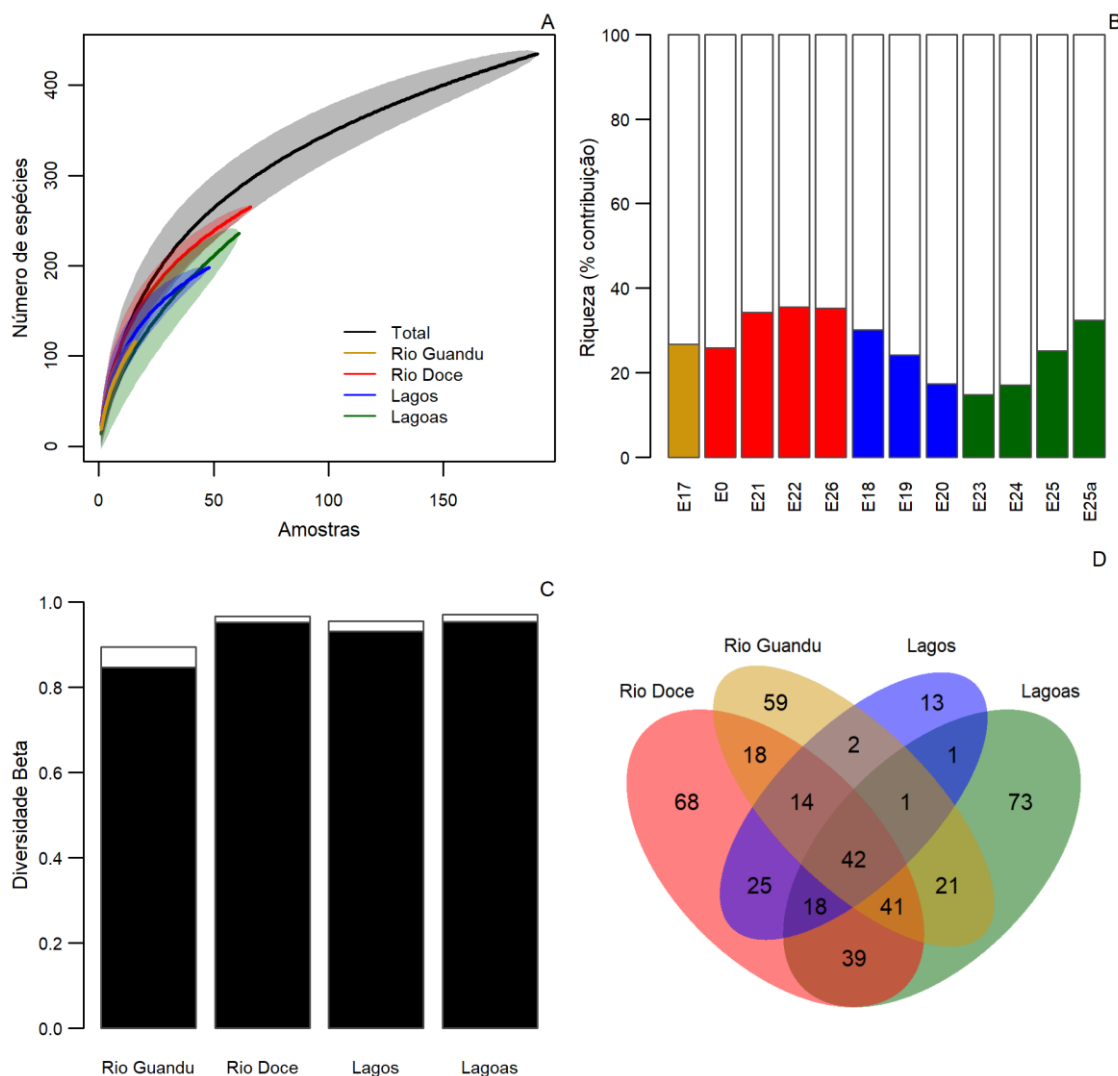 A
Número de espécies
400
300
200
100
0
Total
Rio Guandu
Rio Doce
Lagos
Lagoas
0 50 100 150
Amostras
B
Riqueza (% contribuição)
100
80
60
40
20
0
E17 E0 E21 E22 E26 E18 E19 E20 E23 E24 E25 E25a
C
Diversidade Beta
1.0
0.8
0.6
0.4
0.2
0.0
Rio Guandu Rio Doce Lagos Lagoas
D
Rio Guandu Lagos
Rio Doce Lagoas
59 13
18 2 1
68 14 1 73
42
25 18 41 21
39